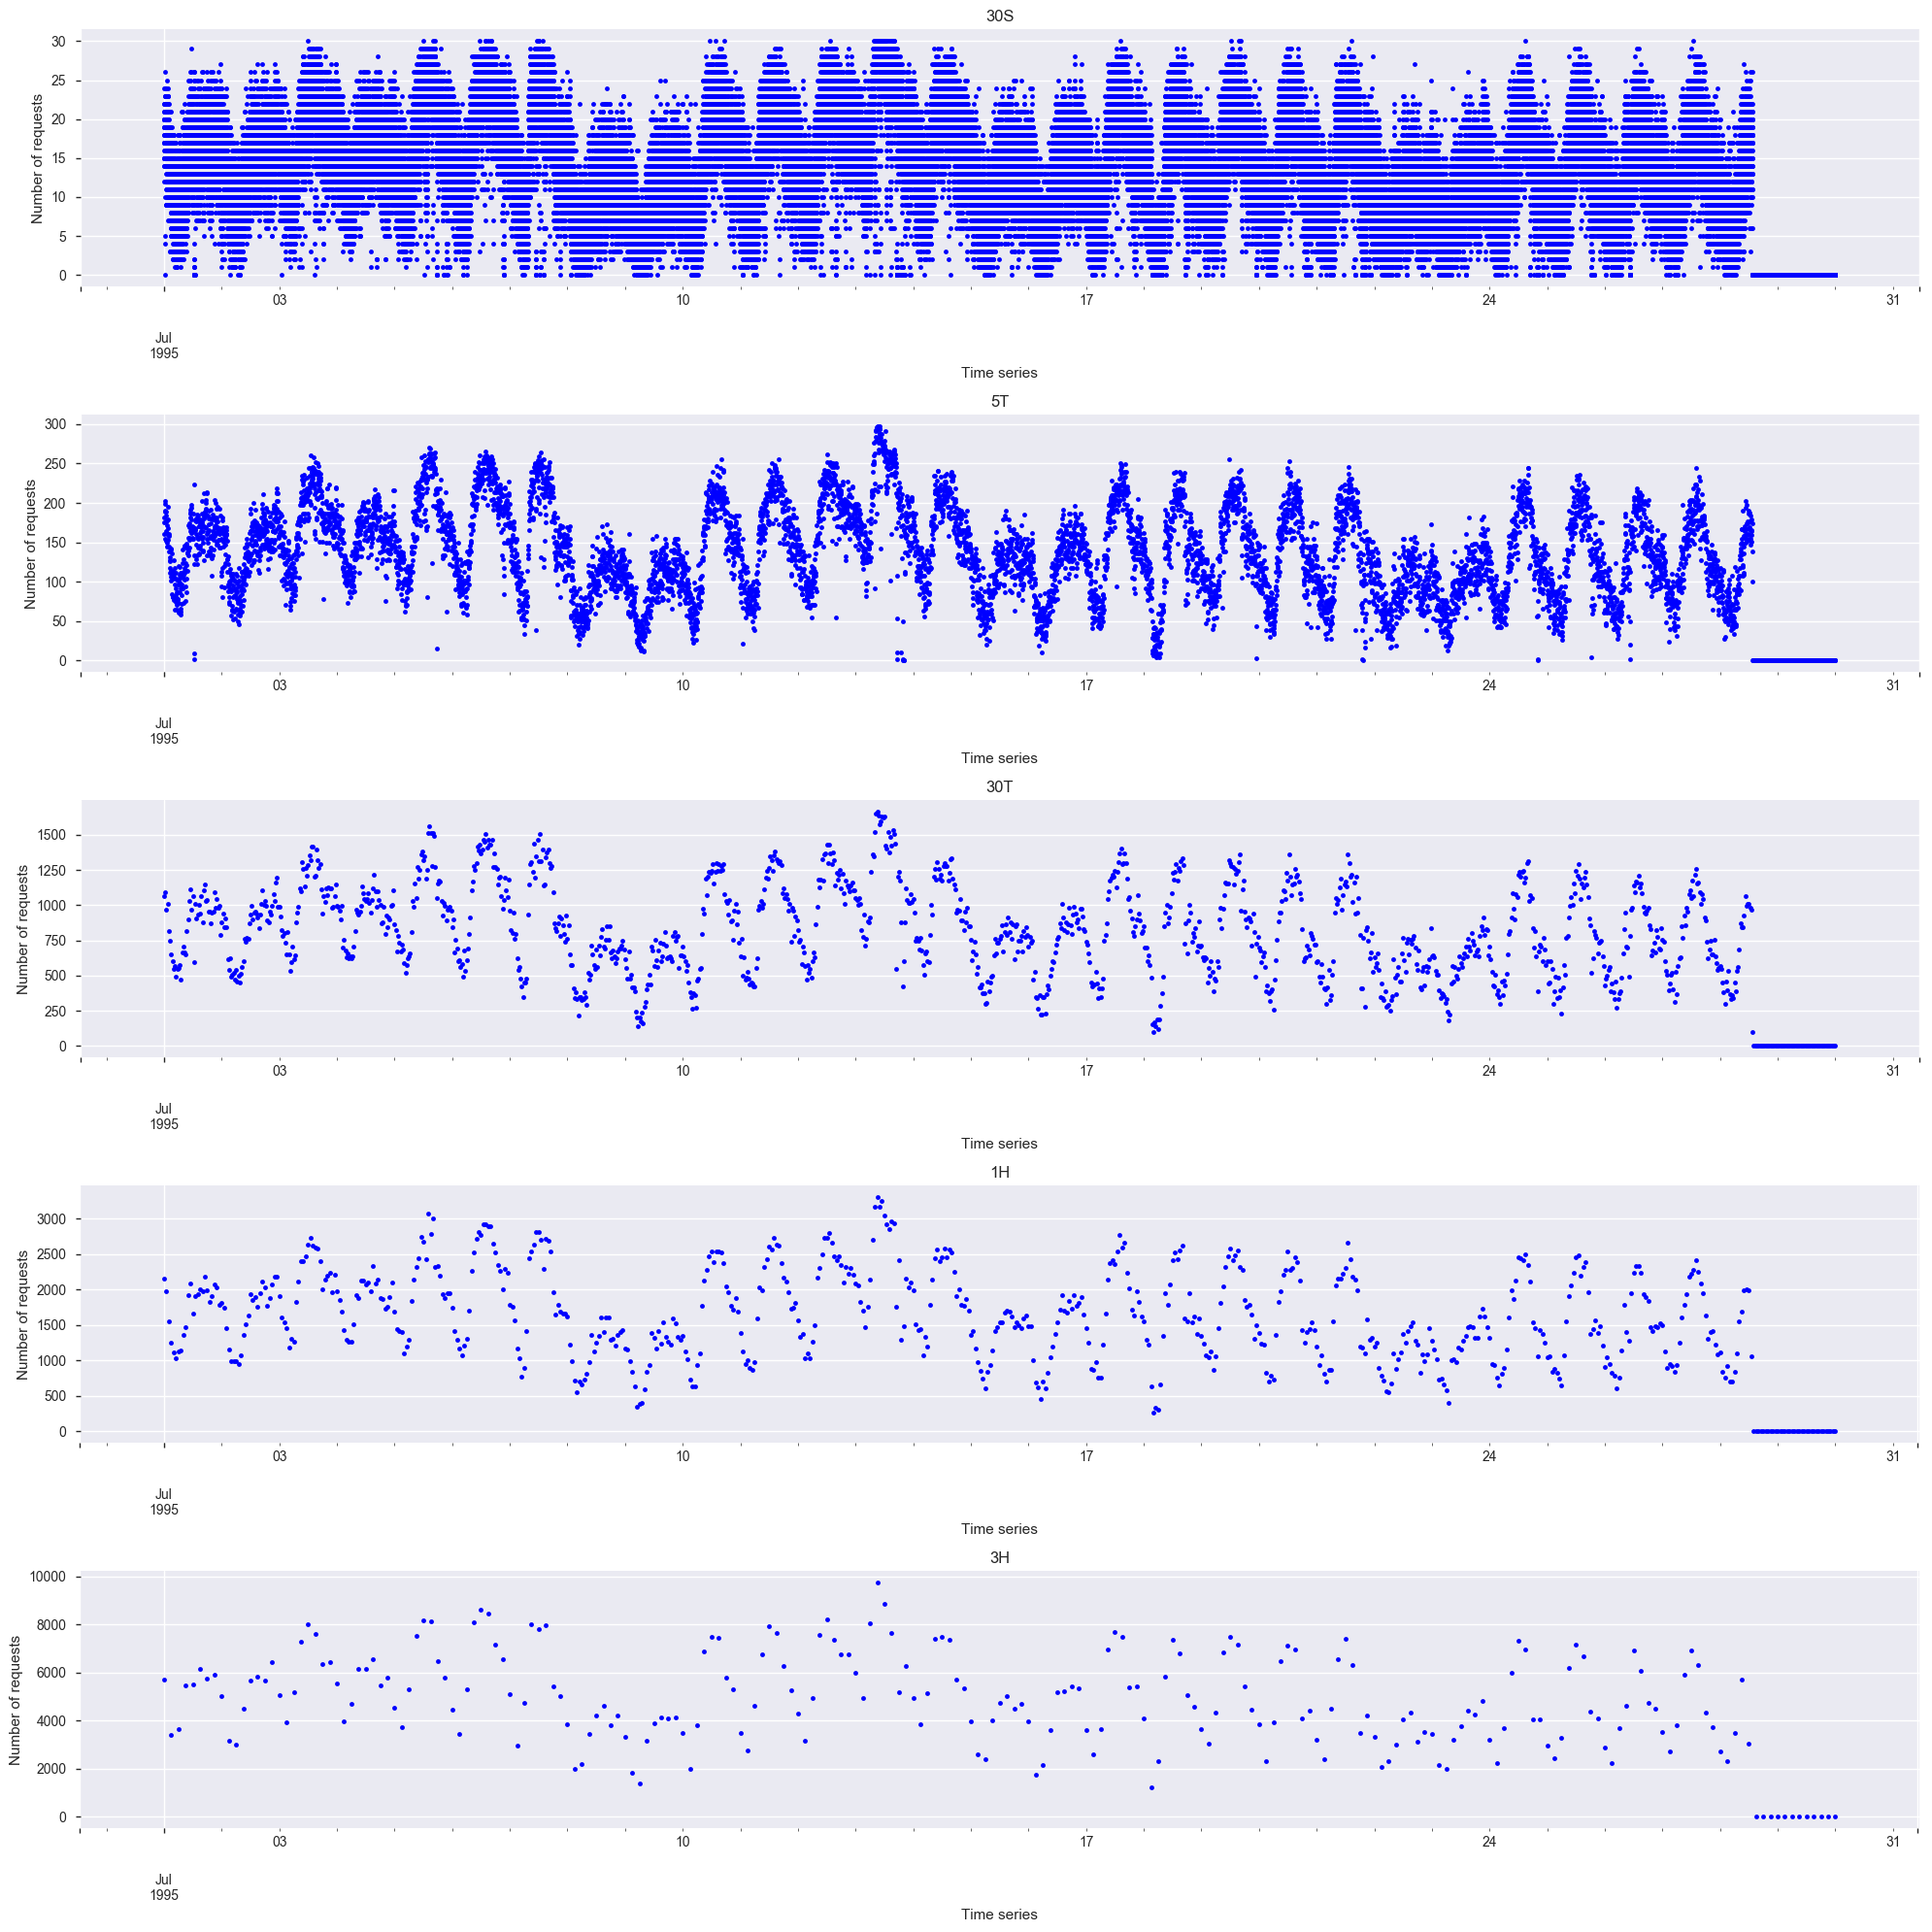 30S
Number of requests
30
25
20
15
10
5
0
03 10 17 24 31
Jul
1995
Time series
5T
Number of requests
300
250
200
150
100
50
0
03 10 17 24 31
Jul
1995
Time series
30T
Number of requests
1500
1250
1000
750
500
250
0
03 10 17 24 31
Jul
1995
Time series
1H
Number of requests
3000
2500
2000
1500
1000
500
0
03 10 17 24 31
Jul
1995
Time series
3H
Number of requests
10000
8000
6000
4000
2000
0
03 10 17 24 31
Jul
1995
Time series